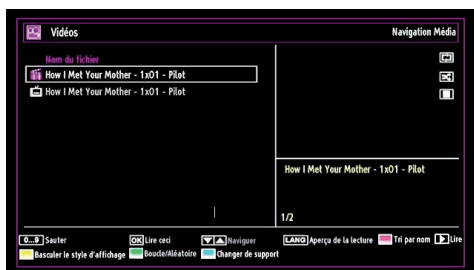 Vidéos Navigation Média
Nom du fichier
How I Met Your Mother - 1x01 - Pilot
How I Met Your Mother - 1x01 - Pilot
How I Met Your Mother - 1x01 - Pilot
1/2
0...9 Sauter OK Lire ceci Naviguer LANG Aperçu de la lecture Tri par nom Lire
Basculer le style d'affichage Boucle/Aléatoire Changer de support